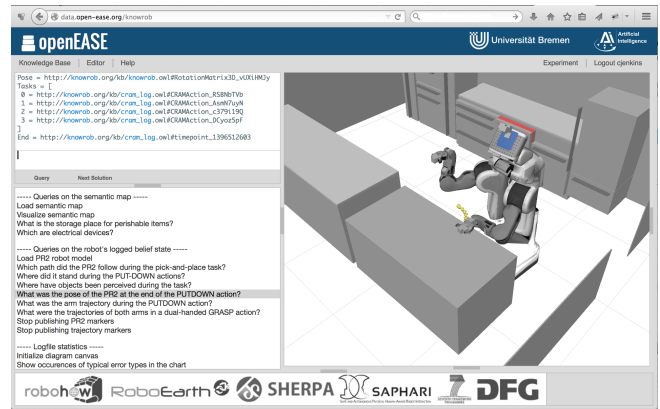 data.open-ease.org/knowrob
openEASE
Universität Bremen
Artificial
Intelligence
Knowledge Base
Editor
Help
Experiment
Logout cjenkins
Pose = http://knowrob.org/kb/knowrob.owl#RotationMatrix3D_vUXiHMJy
Tasks = [
0 = http://knowrob.org/kb/cram_log.owl#CRAMAction_RSBNbTVb
1 = http://knowrob.org/kb/cram_log.owl#CRAMAction_AsmN7uyN
2 = http://knowrob.org/kb/cram_log.owl#CRAMAction_c379li9Q
3 = http://knowrob.org/kb/cram_log.owl#CRAMAction_DCyoz5pF
]
End = http://knowrob.org/kb/cram_log.owl#timepoint_1396512603
Query
Next Solution
----- Queries on the semantic map -----
Load semantic map
Visualize semantic map
What is the storage place for perishable items?
Which are electrical devices?
----- Queries on the robot's logged belief state -----
Load PR2 robot model
Which path did the PR2 follow during the pick-and-place task?
Where did it stand during the PUT-DOWN actions?
Where have objects been perceived during the task?
What was the pose of the PR2 at the end of the PUTDOWN action?
What was the arm trajectory during the PUTDOWN action?
What were the trajectories of both arms in a dual-handed GRASP action?
Stop publishing PR2 markers
Stop publishing trajectory markers
----- Logfile statistics -----
Initialize diagram canvas
Show occurences of typical error types in the chart
robohow
RoboEarth
SHERPA
SAPHARI
SEVENTH FRAMEWORK
PROGRAMME
DFG